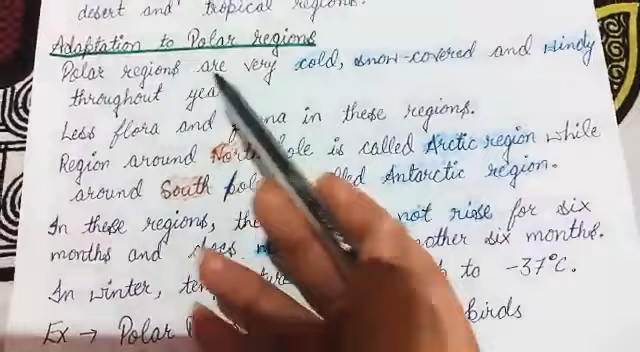 desert and tropical regions.
Adaptation to Polar regions
Polar regions are very cold, snow-covered and windy
throughout
Less flora and in these regions.
Region around North is called Arctic region while
around South Antarctic region.
In these regions, not rise for six
months and other six months.
In winter, to -37°C.
Ex → Polar birds